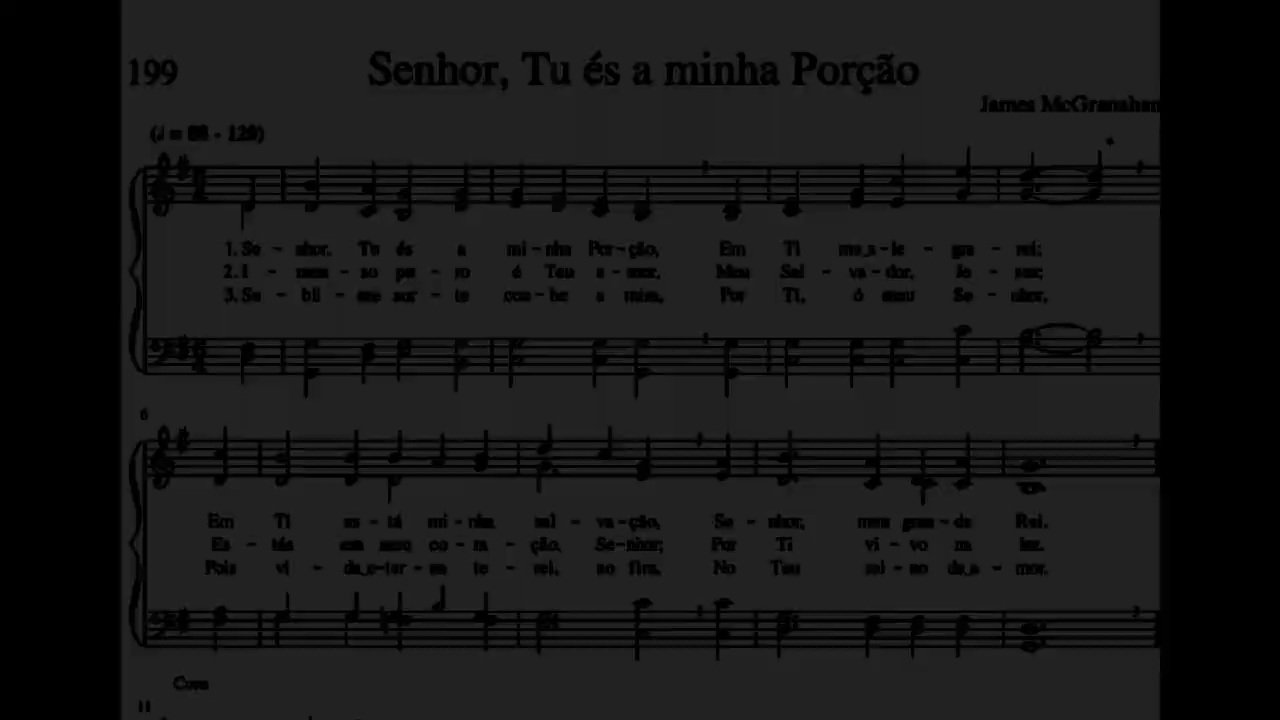 199
Senhor, Tu és a minha Porção
James McGranahan
(♩ = 88 - 120)
1. Se - nhor, Tu és a mi - nha Por - ção, Em Ti me_a - le - gra - rei;
2. I - men - so pu - ro é Teu a - mor, Meu Sal - va - dor, Je - sus;
3. Su - bli - me sor - te cou - be a mim, Por Ti, ó meu Se - nhor,
6
Em Ti es - tá mi - nha sal - va - ção, Se - nhor, meu gran - de Rei.
Es - tás em meu co - ra - ção, Se - nhor; Por Ti vi - vo na luz.
Pois vi - da_e - ter - na te - rei, no fim, No Teu rei - no de_a - mor.
Coro
11